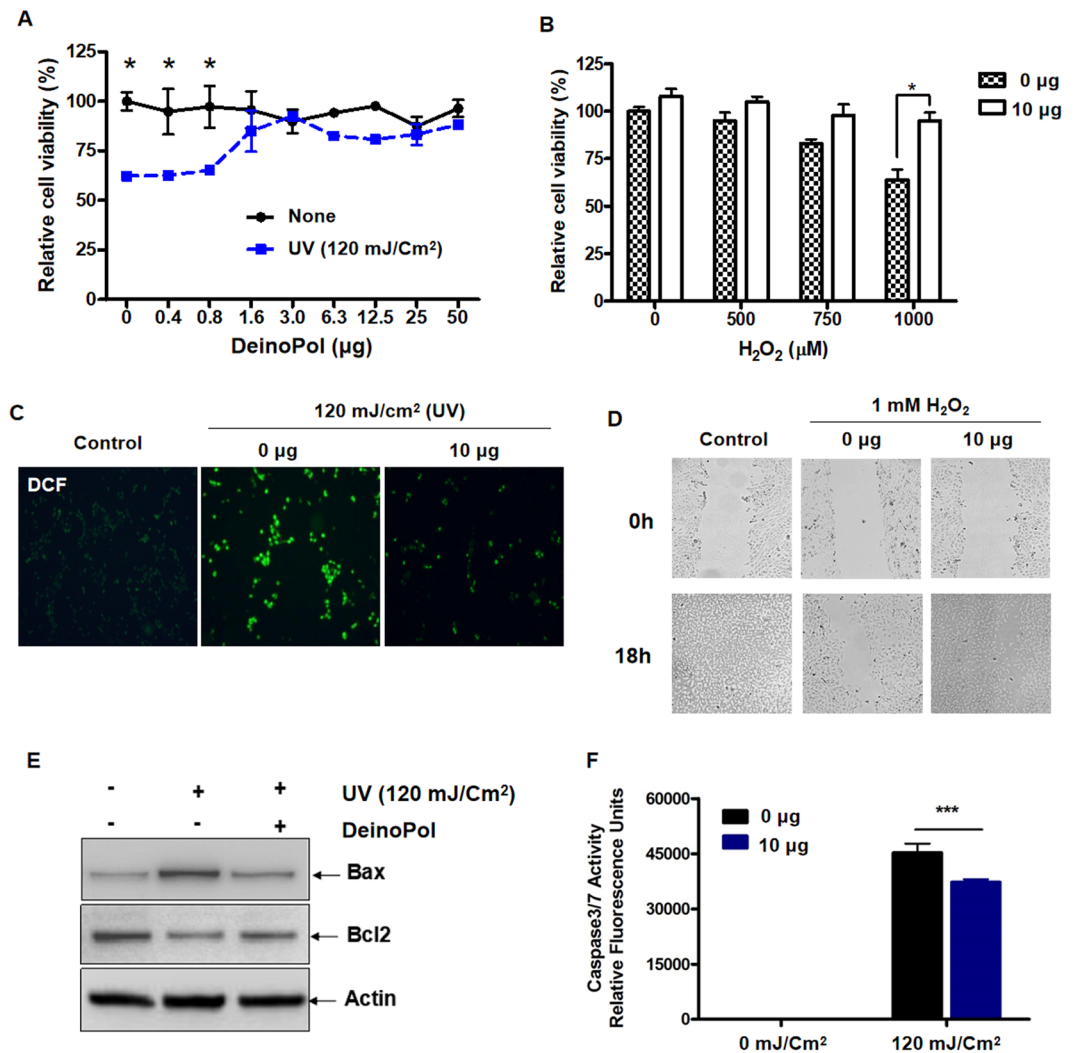 A
Relative cell viability (%)
125
100
75
50
25
0
* * *
None
UV (120 mJ/Cm²)
0 0.4 0.8 1.6 3.0 6.3 12.5 25 50
DeinoPol (µg)
B
Relative cell viability (%)
125
100
75
50
25
0
*
0 µg
10 µg
0 500 750 1000
H₂O₂ (µM)
C
120 mJ/cm² (UV)
Control 0 µg 10 µg
DCF
D
1 mM H₂O₂
Control 0 µg 10 µg
0h
18h
E
- + + UV (120 mJ/Cm²)
- - + DeinoPol
Bax
Bcl2
Actin
F
Caspase3/7 Activity
Relative Fluorescence Units
60000
45000
30000
15000
0
0 µg
10 µg
***
0 mJ/Cm² 120 mJ/Cm²